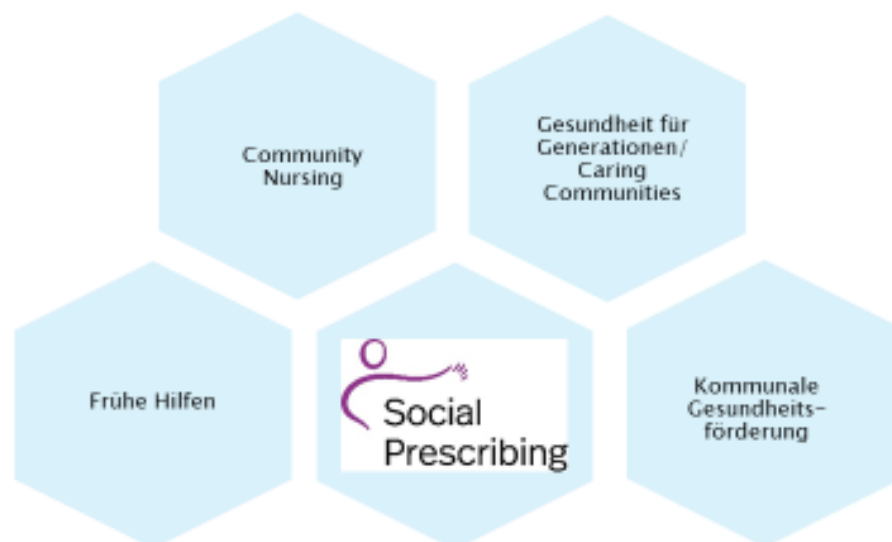 Community
Nursing
Gesundheit für
Generationen/
Caring
Communities
Frühe Hilfen
Social
Prescribing
Kommunale
Gesundheits-
förderung